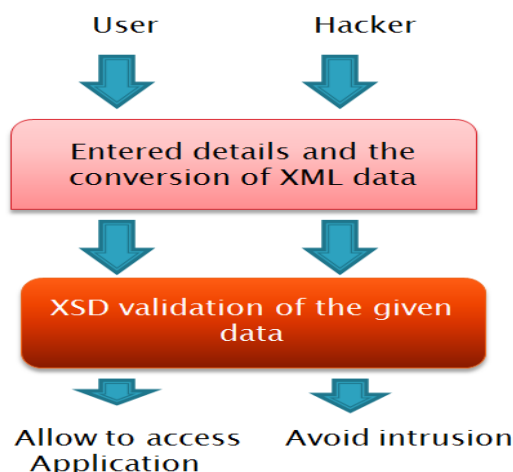 User Hacker
Entered details and the
conversion of XML data
XSD validation of the given
data
Allow to access Avoid intrusion
Application